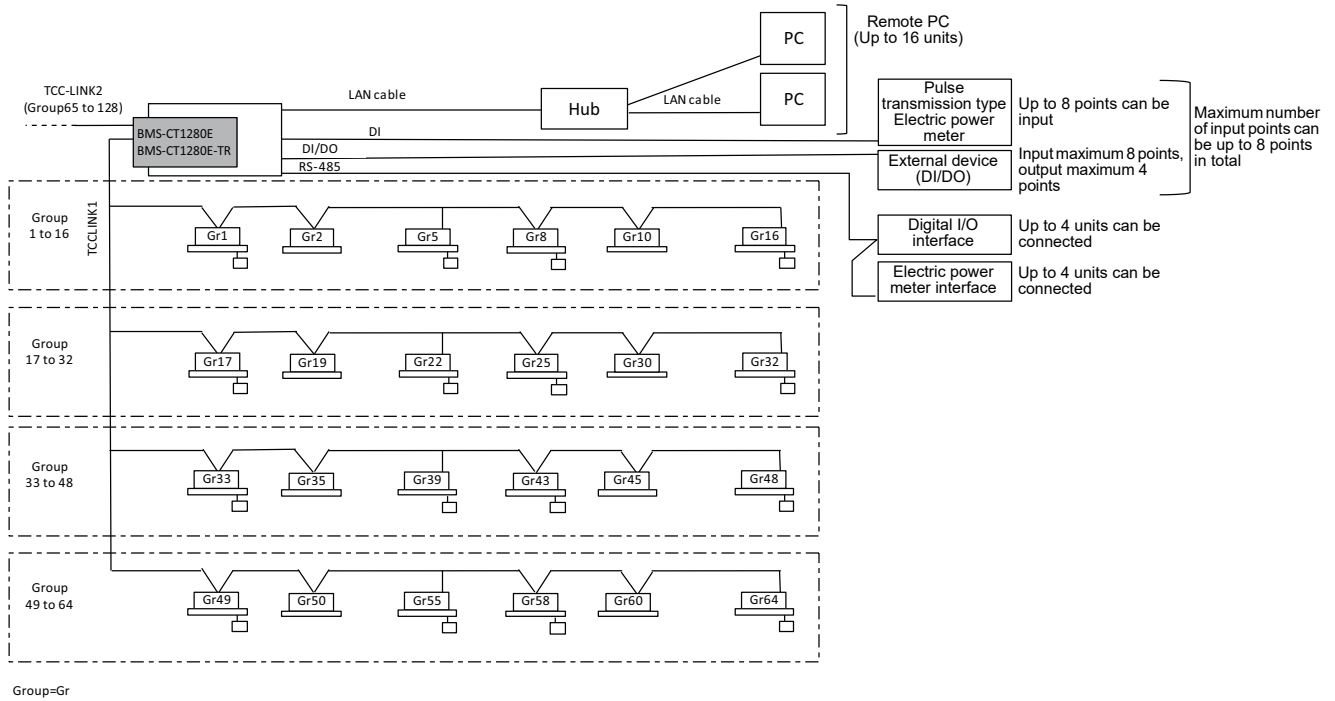 Remote PC
(Up to 16 units)
PC
PC
TCC-LINK2
(Group65 to 128)
LAN cable
Hub
LAN cable
BMS-CT1280E
BMS-CT1280E-TR
DI
DI/DO
RS-485
Pulse
transmission type
Electric power
meter
Up to 8 points can be
input
External device
(DI/DO)
Input maximum 8 points,
output maximum 4
points
Maximum number
of input points can
be up to 8 points
in total
Digital I/O
interface
Up to 4 units can be
connected
Electric power
meter interface
Up to 4 units can be
connected
TCCLINK1
Group
1 to 16
Gr1
Gr2
Gr5
Gr8
Gr10
Gr16
Group
17 to 32
Gr17
Gr19
Gr22
Gr25
Gr30
Gr32
Group
33 to 48
Gr33
Gr35
Gr39
Gr43
Gr45
Gr48
Group
49 to 64
Gr49
Gr50
Gr55
Gr58
Gr60
Gr64
Group=Gr